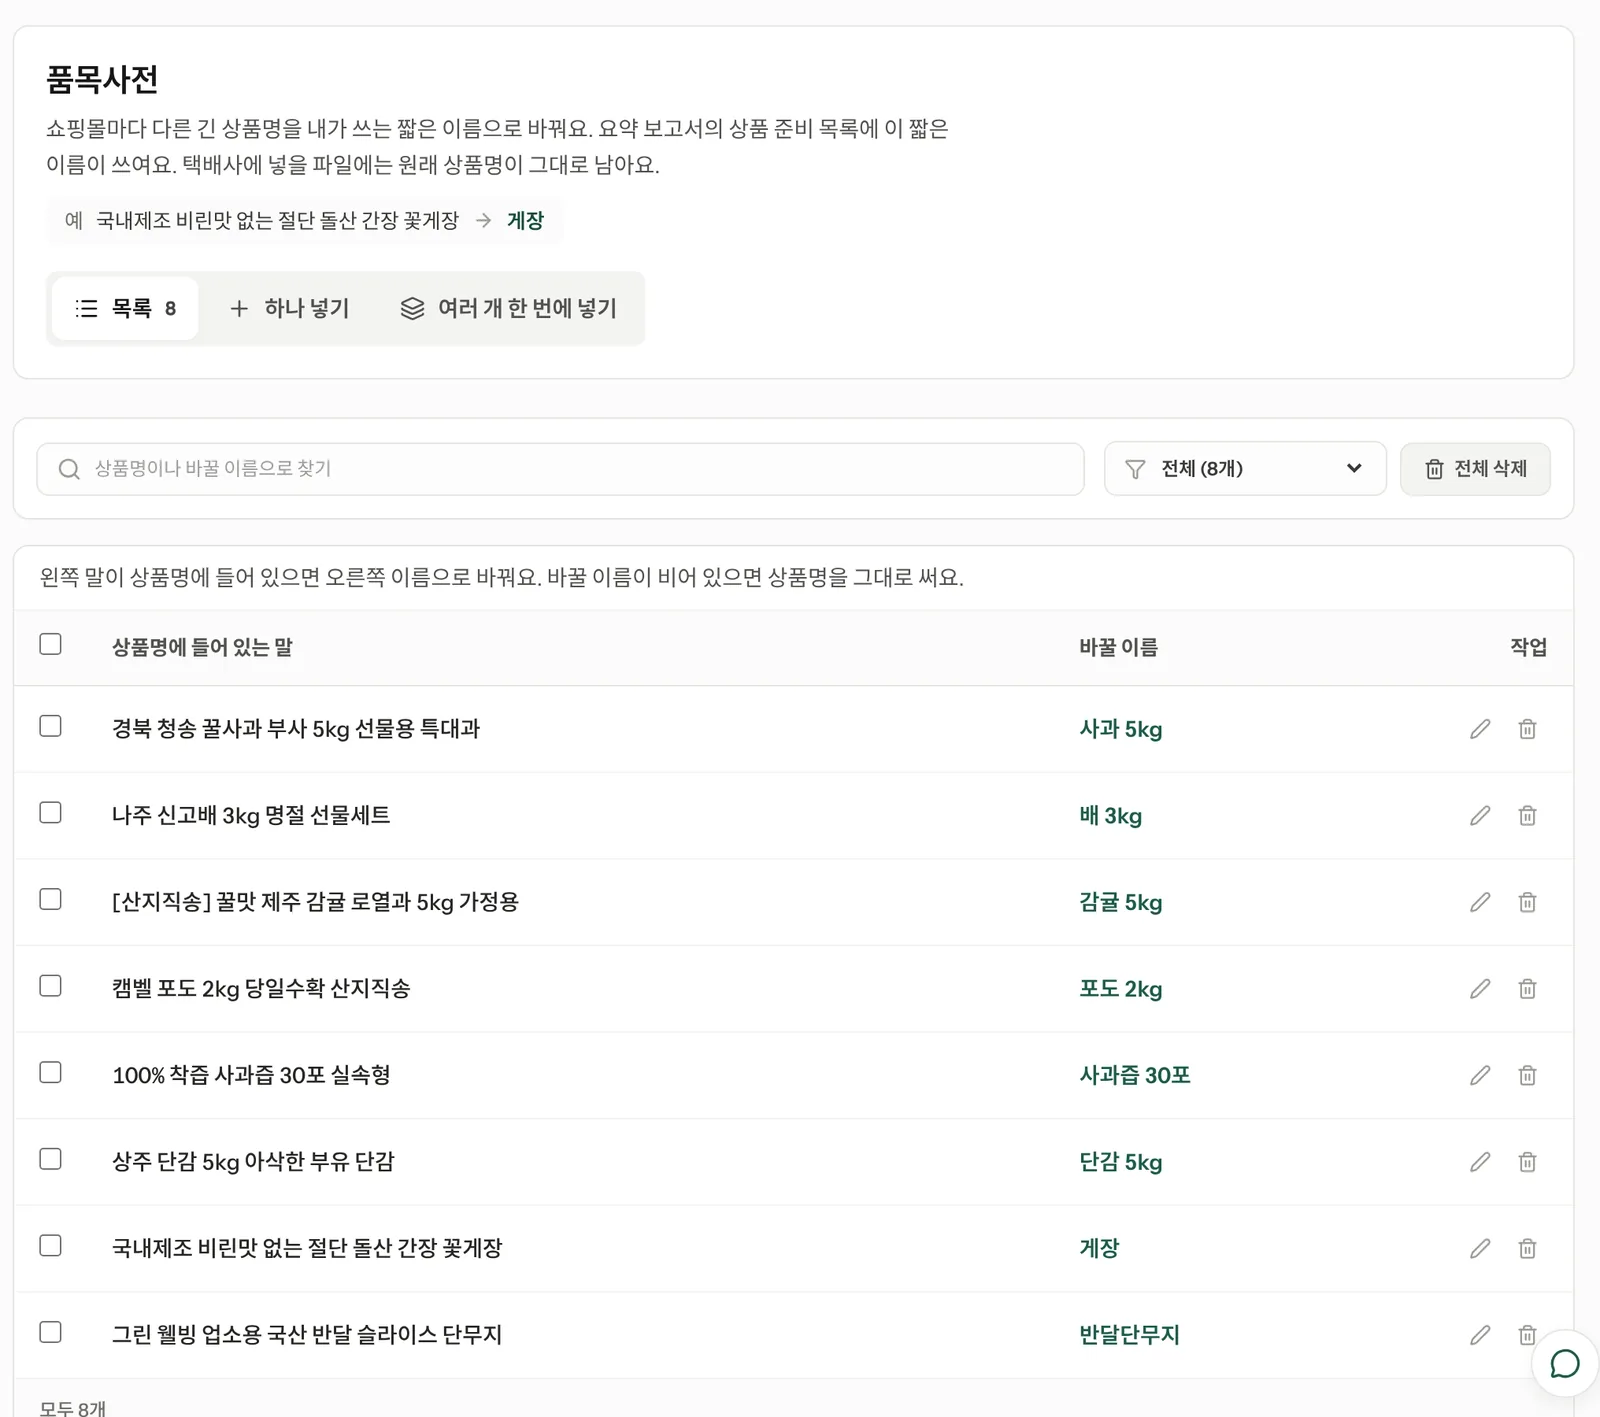 품목사전
쇼핑몰마다 다른 긴 상품명을 내가 쓰는 짧은 이름으로 바꿔요. 요약 보고서의 상품 준비 목록에 이 짧은
이름이 쓰여요. 택배사에 넣을 파일에는 원래 상품명이 그대로 남아요.
예 국내제조 비린맛 없는 절단 돌산 간장 꽃게장 → 게장
목록 8 + 하나 넣기 여러 개 한 번에 넣기
상품명이나 바꿀 이름으로 찾기 전체 (8개) 전체 삭제
왼쪽 말이 상품명에 들어 있으면 오른쪽 이름으로 바꿔요. 바꿀 이름이 비어 있으면 상품명을 그대로 써요.
상품명에 들어 있는 말 바꿀 이름 작업
경북 청송 꿀사과 부사 5kg 선물용 특대과 사과 5kg
나주 신고배 3kg 명절 선물세트 배 3kg
[산지직송] 꿀맛 제주 감귤 로열과 5kg 가정용 감귤 5kg
캠벨 포도 2kg 당일수확 산지직송 포도 2kg
100% 착즙 사과즙 30포 실속형 사과즙 30포
상주 단감 5kg 아삭한 부유 단감 단감 5kg
국내제조 비린맛 없는 절단 돌산 간장 꽃게장 게장
그린 웰빙 업소용 국산 반달 슬라이스 단무지 반달단무지
모두 8개